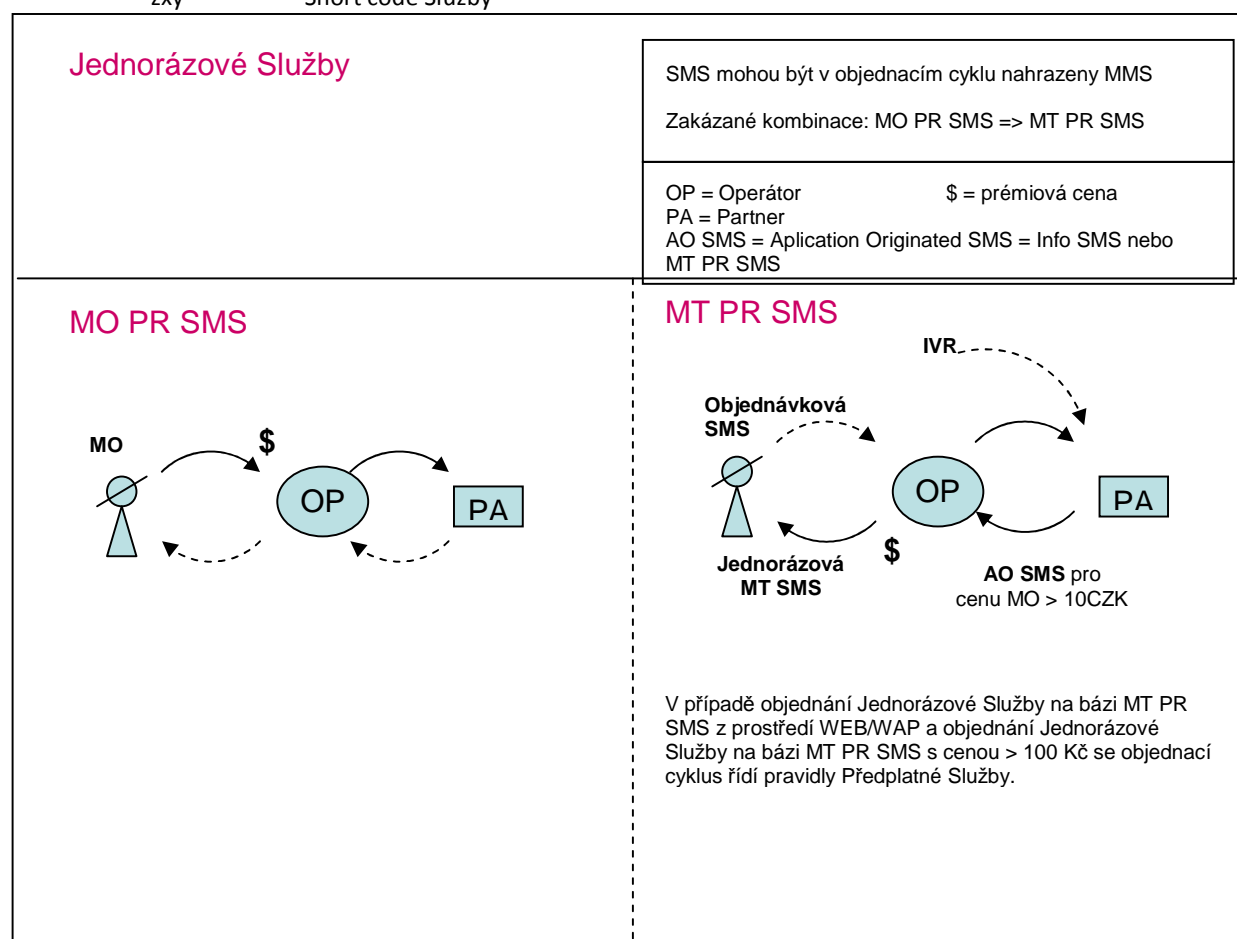 zxy Short code Služby
Jednorázové Služby
SMS mohou být v objednacím cyklu nahrazeny MMS
Zakázané kombinace: MO PR SMS => MT PR SMS
OP = Operátor $ = prémiová cena
PA = Partner
AO SMS = Aplication Originated SMS = Info SMS nebo
MT PR SMS
MO PR SMS
MO
$
OP
PA
MT PR SMS
IVR
Objednávková
SMS
OP
PA
$
Jednorázová
MT SMS
AO SMS pro
cenu MO > 10CZK
V případě objednání Jednorázové Služby na bázi MT PR
SMS z prostředí WEB/WAP a objednání Jednorázové
Služby na bázi MT PR SMS s cenou > 100 Kč se objednací
cyklus řídí pravidly Předplatné Služby.